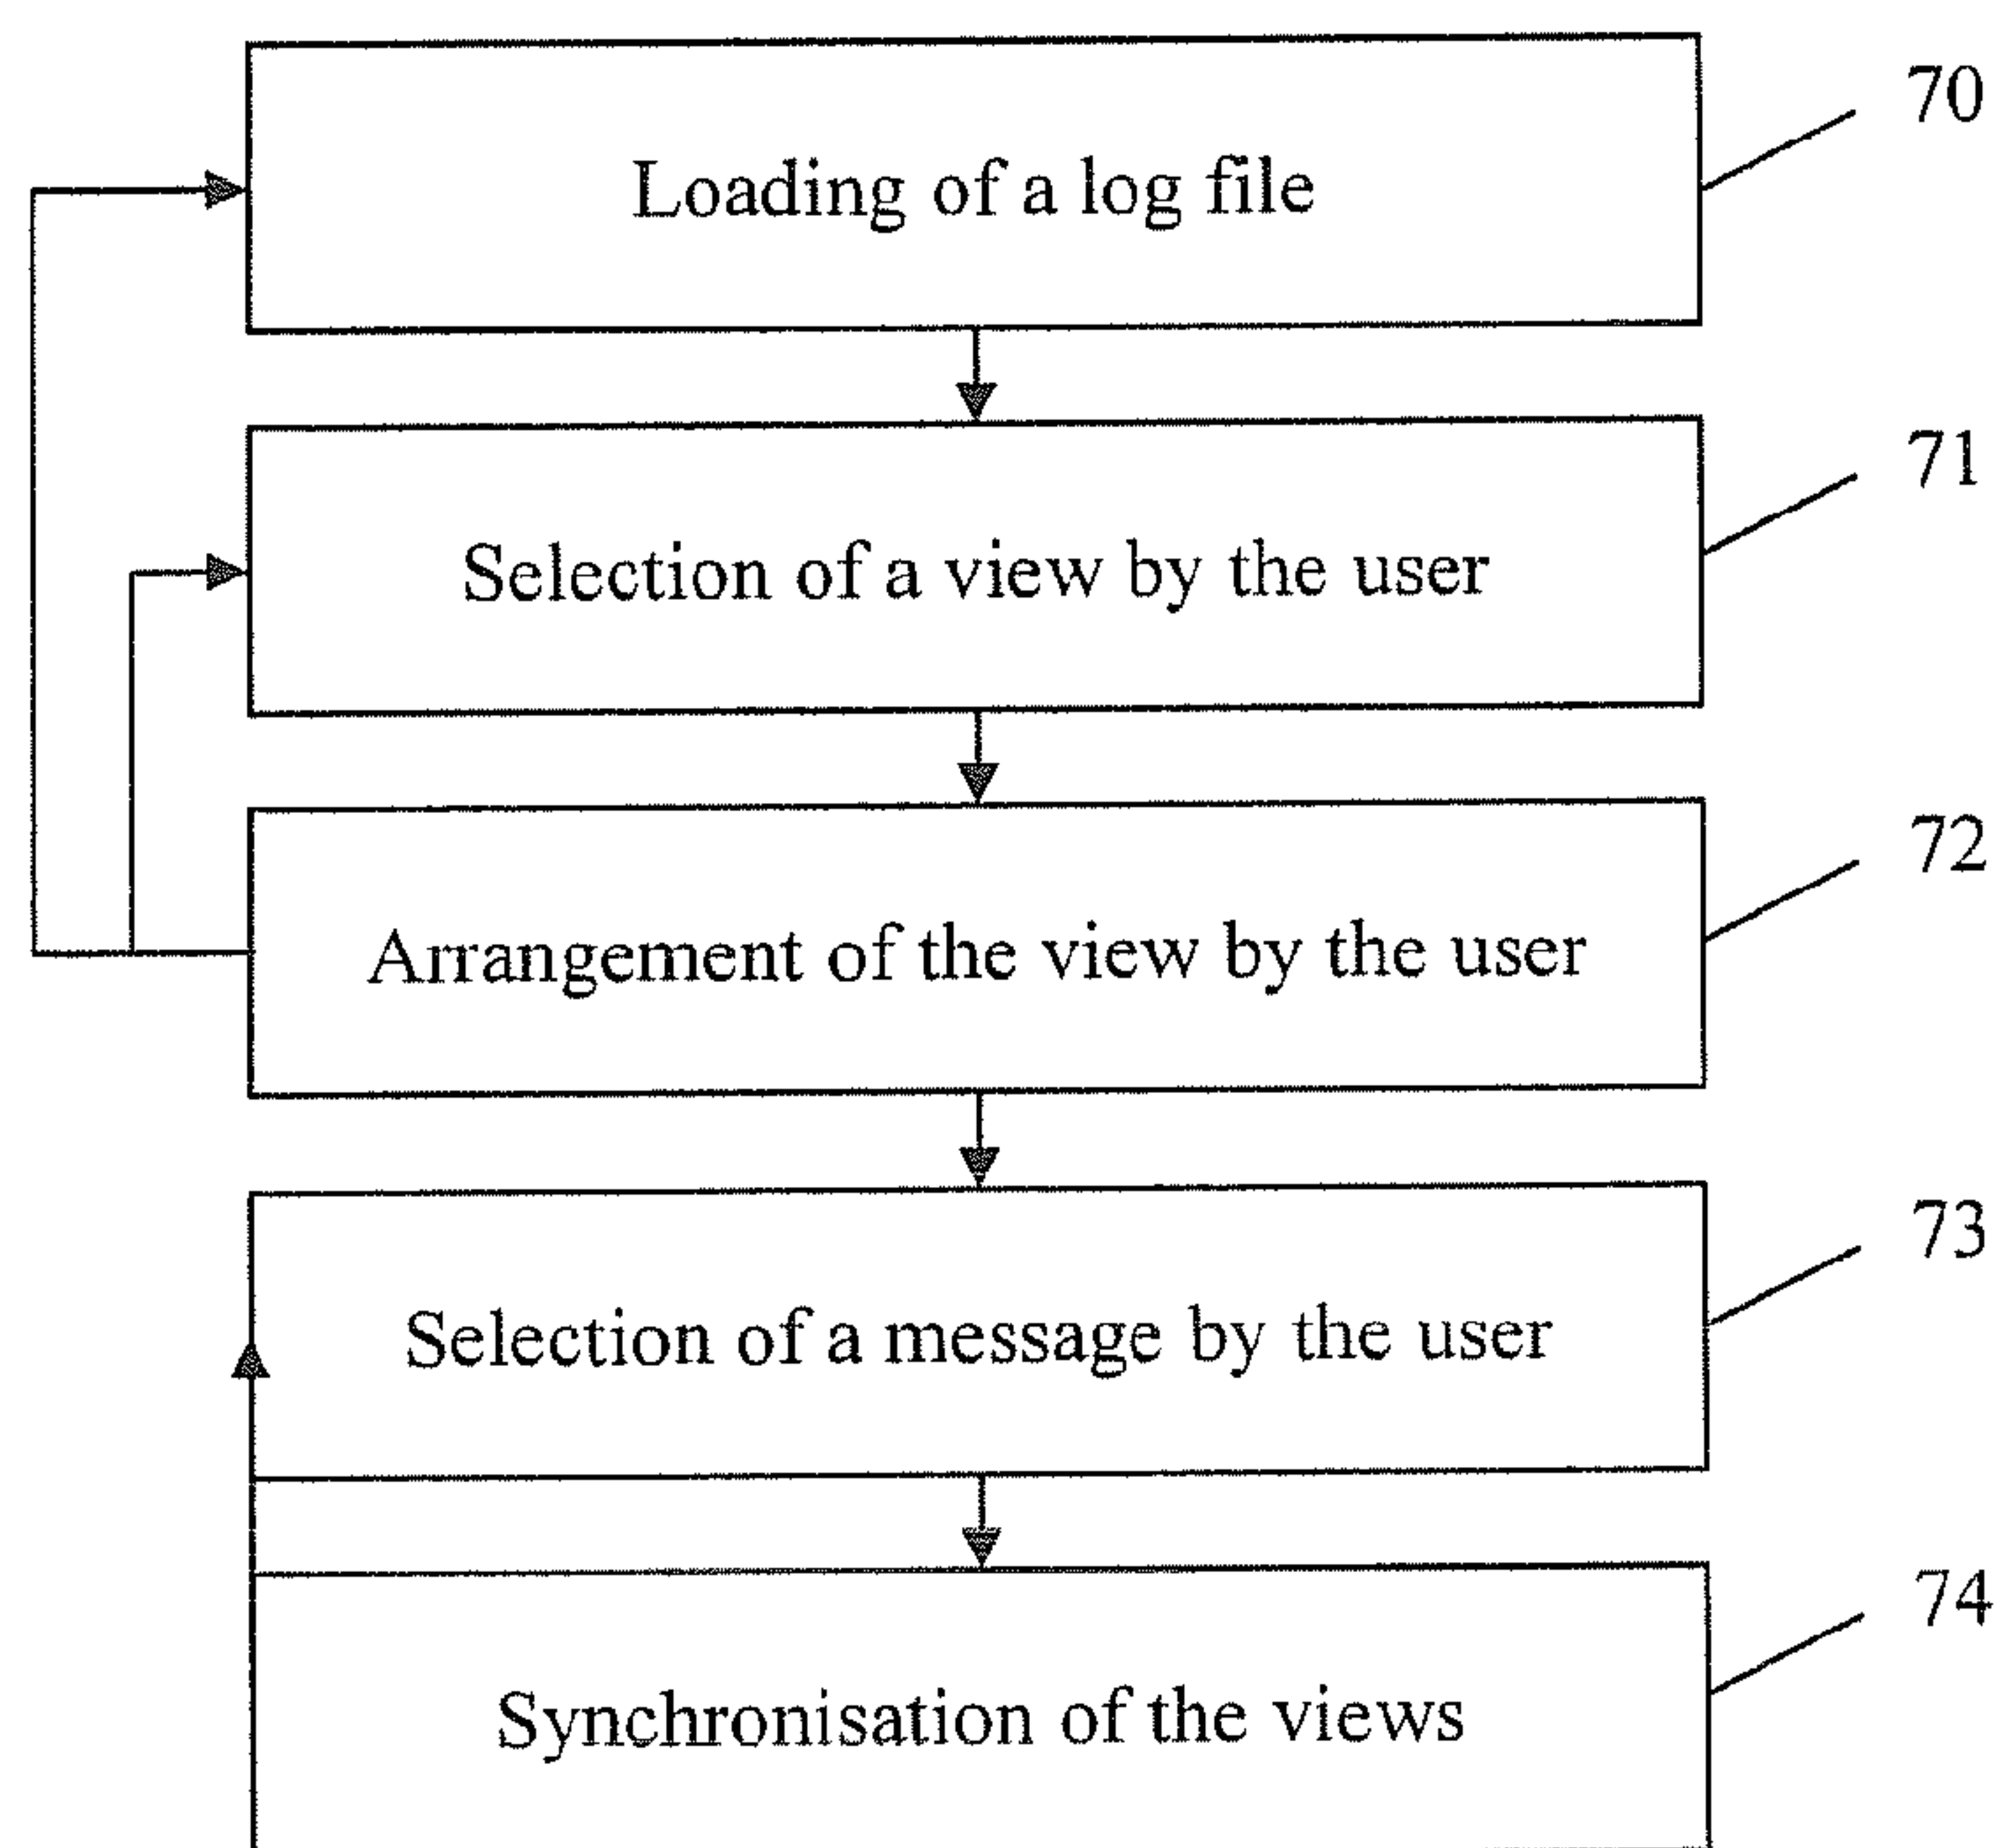 70
Loading of a log file
71
Selection of a view by the user
72
Arrangement of the view by the user
73
Selection of a message by the user
74
Synchronisation of the views